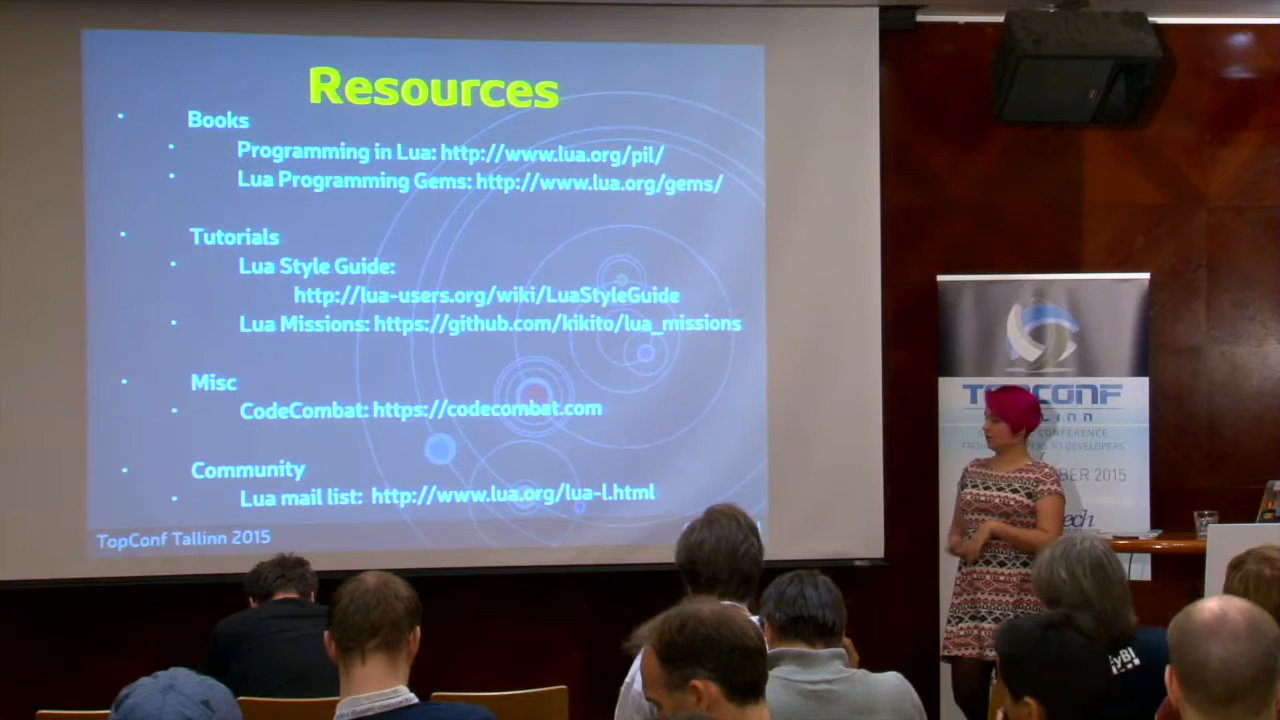 Resources
Books
Programming in Lua: http://www.lua.org/pil/
Lua Programming Gems: http://www.lua.org/gems/
Tutorials
Lua Style Guide:
http://lua-users.org/wiki/LuaStyleGuide
Lua Missions: https://github.com/kikito/lua_missions
Misc
CodeCombat: https://codecombat.com
Community
Lua mail list: http://www.lua.org/lua-l.html
TopConf Tallinn 2015
CONFERENCE
TO DEVELOPERS
2015